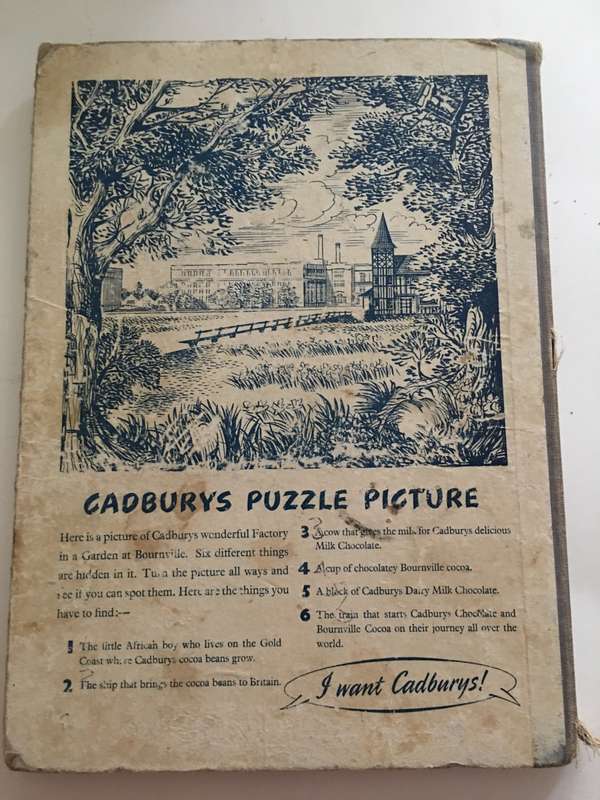 CADBURYS PUZZLE PICTURE
Here is a picture of Cadburys wonderful Factory
in a Garden at Bournville. Six different things
are hidden in it. Turn the picture all ways and
see if you can spot them. Here are the things you
have to find:—
1 The little African boy who lives on the Gold
Coast where Cadburys cocoa beans grow.
2. The ship that brings the cocoa beans to Britain.
3 A cow that gives the milk for Cadburys delicious
Milk Chocolate.
4 A cup of chocolatey Bournville cocoa.
5 A block of Cadburys Dairy Milk Chocolate.
6 The train that starts Cadburys Chocolate and
Bournville Cocoa on their journey all over the
world.
I want Cadburys!